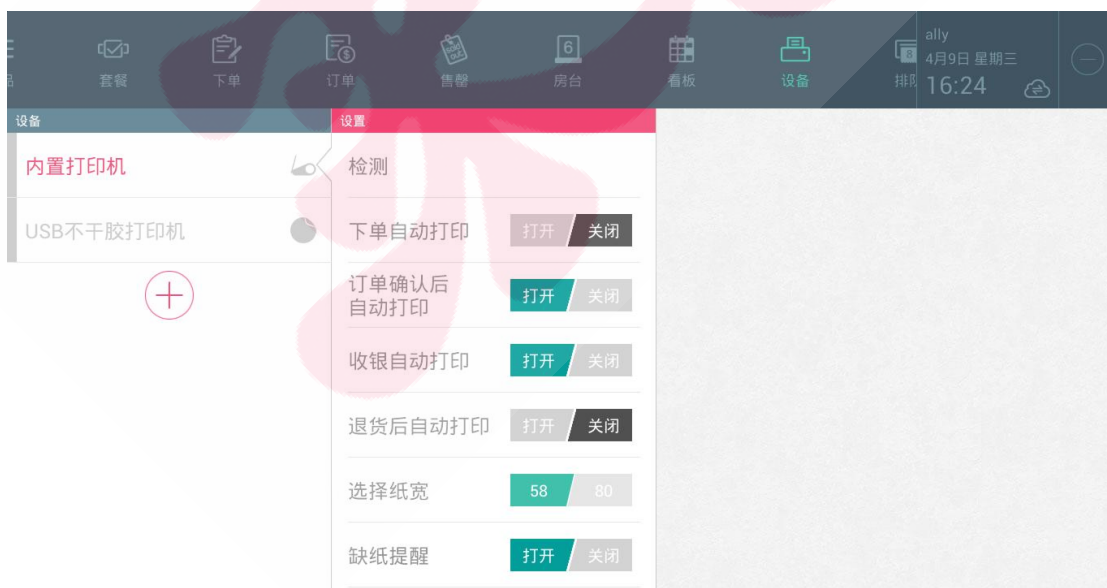 品
套餐
下单
订单
sold out
售罄
6
房台
看板
设备
8
ally
4月9日 星期三
16:24
设备
设置
内置打印机
检测
USB不干胶打印机
下单自动打印
打开
关闭
订单确认后
自动打印
打开
关闭
收银自动打印
打开
关闭
退货后自动打印
打开
关闭
选择纸宽
58
80
缺纸提醒
打开
关闭